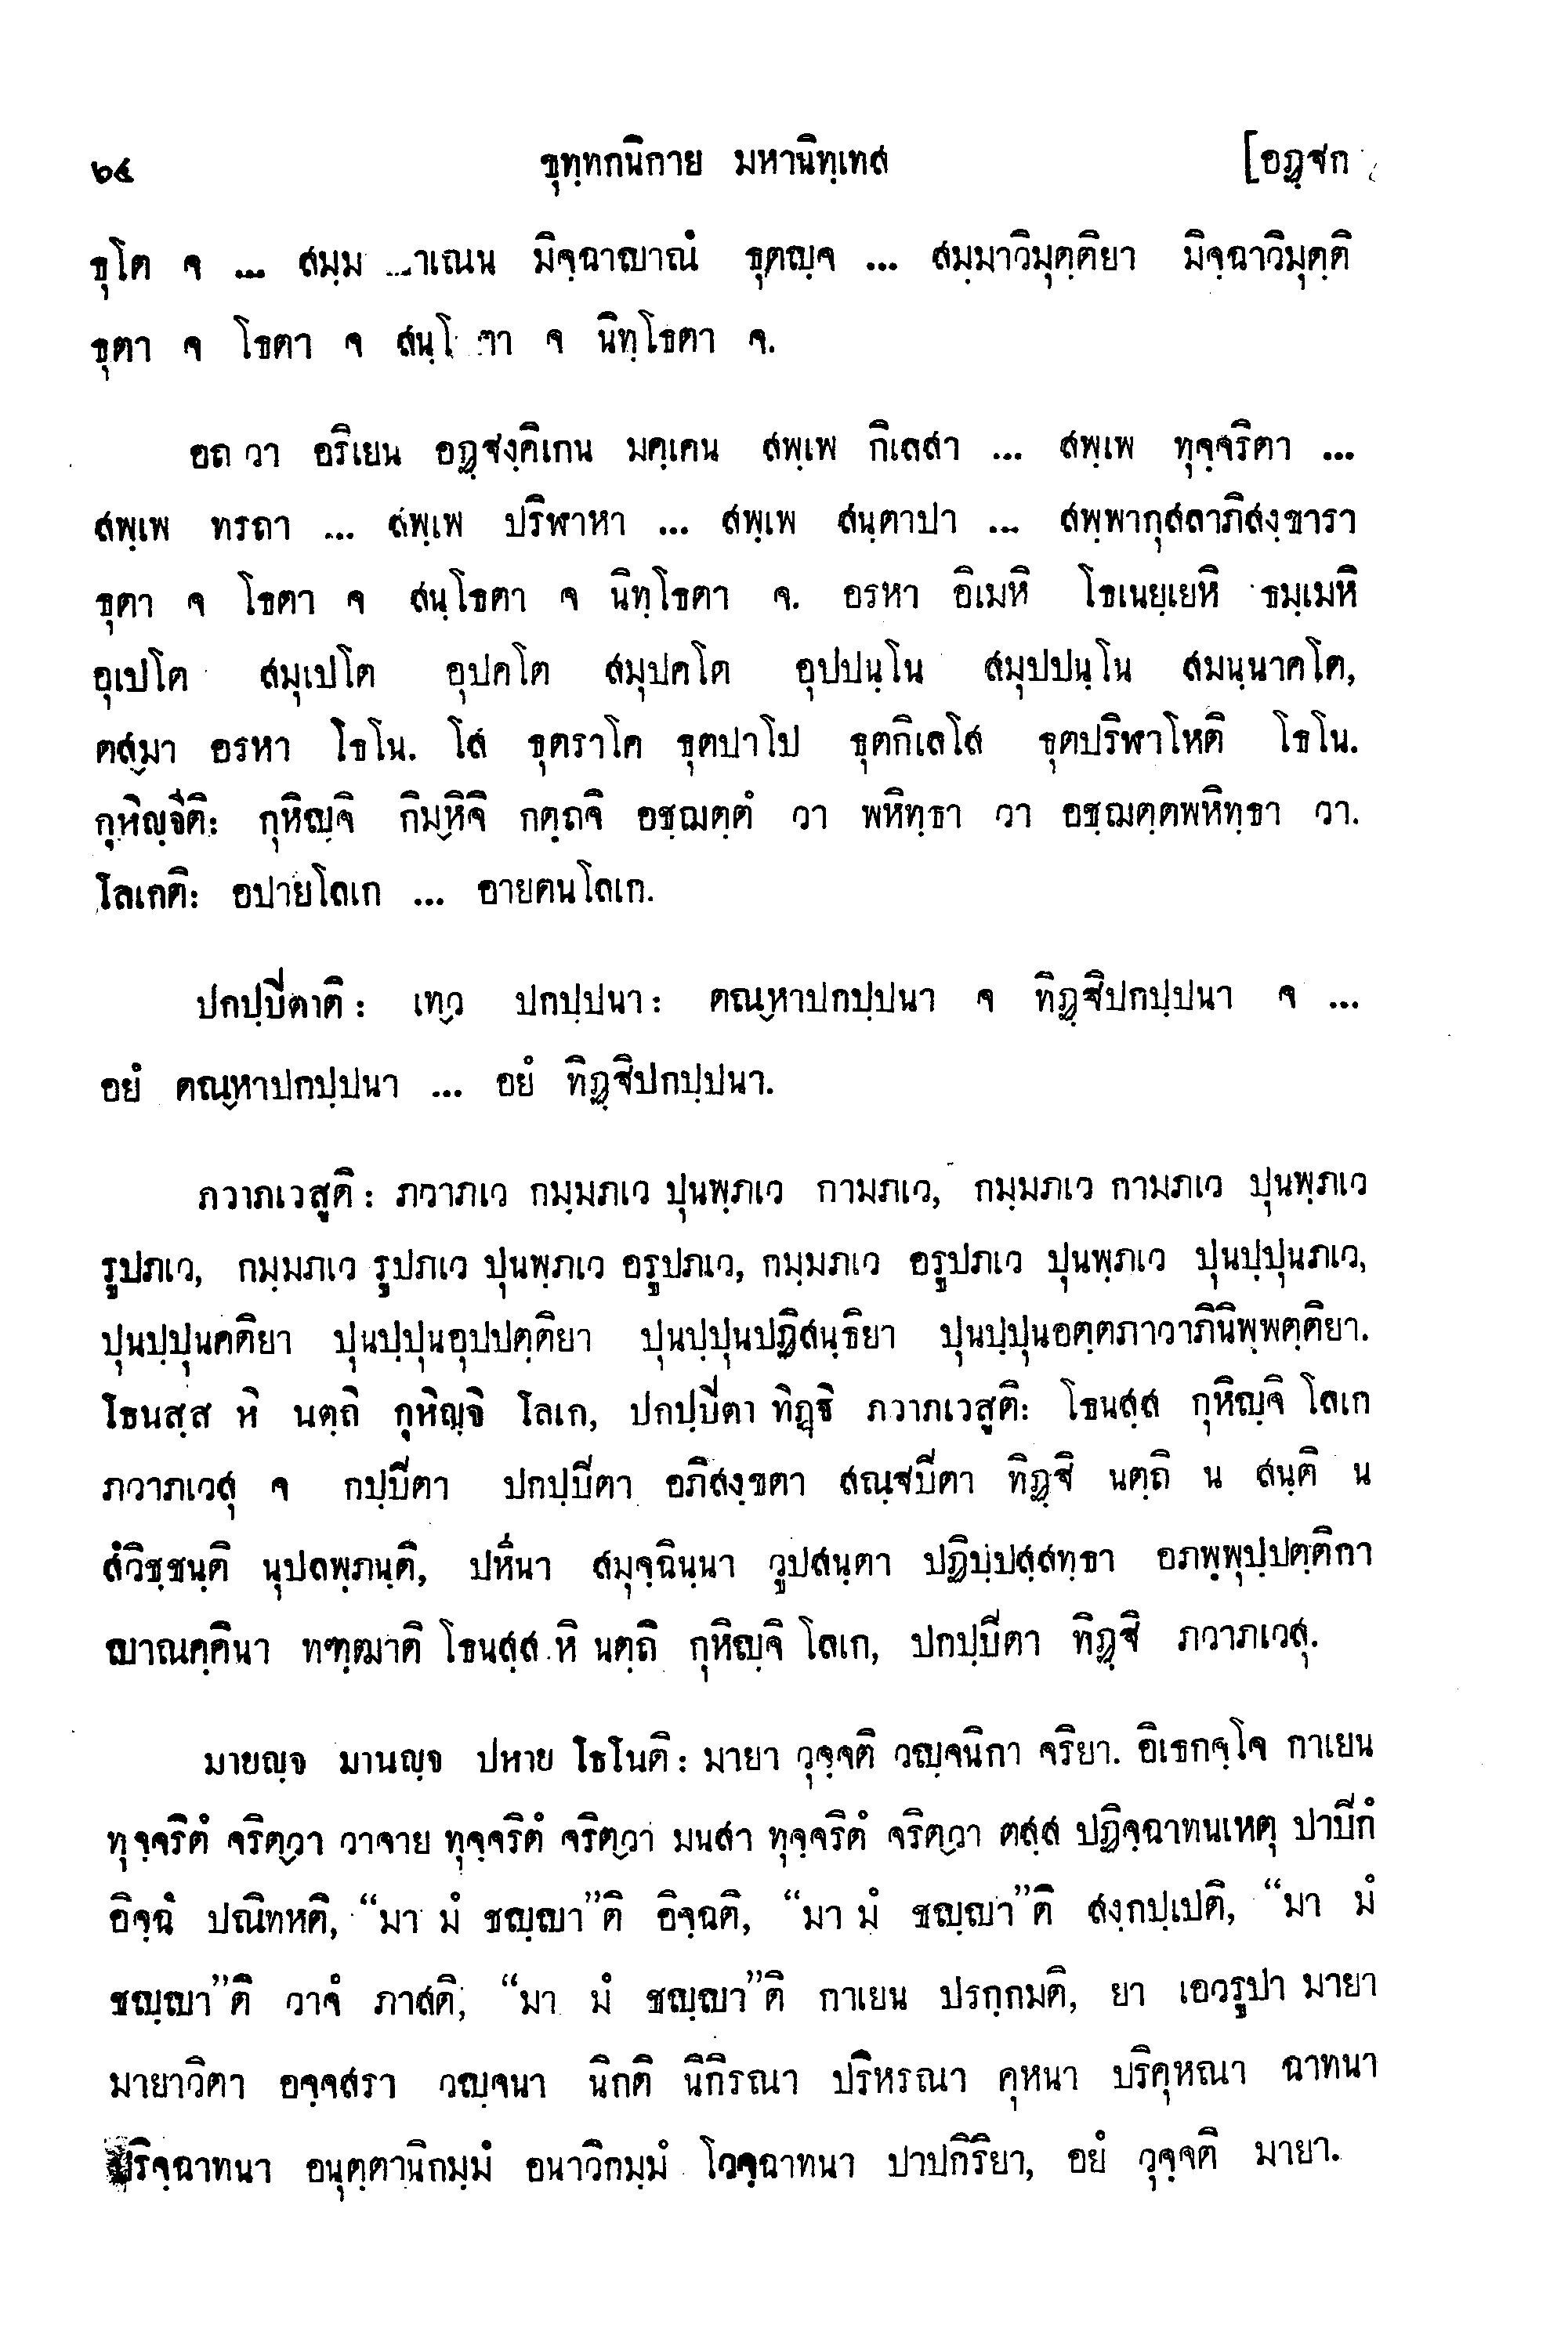 ๖๔ ขุทฺทกนิกาย มหานิทฺเทส [อฏฺฐก
ธุโต จ ... สมฺม ...าเณน มิจฺฉาญาณํ ธุตญฺจ ... สมฺมาวิมุตฺติยา มิจฺฉาวิมุตฺติ
ธุตา จ โธตา จ จ นิทฺโธตา จ.
อถ วา อริเยน อฏฺฐงฺคิเกน มคฺเคน สพฺเพ กิเลสา ... สพฺเพ ทุจฺจริตา ...
สพฺเพ ทรถา ... สพฺเพ ปริฬาหา ... สพฺเพ สนฺตาปา ... สพฺพากุสลาภิสงฺขารา
ธุตา จ โธตา จ สนฺโธตา จ นิทฺโธตา จ. อรหา อิเมหิ โธเนยฺเยหิ ธมฺเมหิ
อุเปโต สมุเปโต อุปคโต สมุปคโต อุปปนฺโน สมุปปนฺโน สมนฺนาคโต,
ตสฺมา อรหา โธโน. โส ธุตราโค ธุตปาโป ธุตกิเลโส ธุตปริฬาโหติ โธโน.
กุหิญฺจีติ: กุหิญฺจิ กิมฺหิจิ กตฺถจิ อชฺฌตฺตํ วา พหิทฺธา วา อชฺฌตฺตพหิทฺธา วา.
โลเกติ: อปายโลเก ... อายตนโลเก.
ปกปฺปิตาติ: เทฺว ปกปฺปนา: ตณฺหาปกปฺปนา จ ทิฏฺฐิปกปฺปนา จ ...
อยํ ตณฺหาปกปฺปนา ... อยํ ทิฏฺฐิปกปฺปนา.
ภวาภเวสูติ: ภวาภเว กมฺมภเว ปุนพฺภเว กามภเว, กมฺมภเว กามภเว ปุนพฺภเว
รูปภเว, กมฺมภเว รูปภเว ปุนพฺภเว อรูปภเว, กมฺมภเว อรูปภเว ปุนพฺภเว ปุนปฺปุนภเว,
ปุนปฺปุนคติยา ปุนปฺปุนอุปปตฺติยา ปุนปฺปุนปฏิสนฺธิยา ปุนปฺปุนอตฺตภาวาภินิพฺพตฺติยา.
โธนสฺส หิ นตฺถิ กุหิญฺจิ โลเก, ปกปฺปิตา ทิฏฺฐิ ภวาภเวสูติ: โธนสฺส กุหิญฺจิ โลเก
ภวาภเวสุ จ กปฺปิตา ปกปฺปิตา อภิสงฺขตา สณฺฐปิตา ทิฏฺฐิ นตฺถิ น สนฺติ น
สํวิชฺชนฺติ นุปลพฺภนฺติ, ปหีนา สมุจฺฉินฺนา วูปสนฺตา ปฏิปฺปสฺสทฺธา อภพฺพุปฺปตฺติกา
ญาณคฺคินา ทฑฺฒาติ โธนสฺส หิ นตฺถิ กุหิญฺจิ โลเก, ปกปฺปิตา ทิฏฺฐิ ภวาภเวสุ.
มายญฺจ มานญฺจ ปหาย โธโนติ: มายา วุจฺจติ วญฺจนิกา จริยา. อิเธกจฺโจ กาเยน
ทุจฺจริตํ จริตฺวา วาจาย ทุจฺจริตํ จริตฺวา มนสา ทุจฺจริตํ จริตฺวา ตสฺส ปฏิจฺฉาทนเหตุ ปาปิกํ
อิจฺฉํ ปณิทหติ, “มา มํ ชญฺญา”ติ อิจฺฉติ, “มา มํ ชญฺญา”ติ สงฺกปฺเปติ, “มา มํ
ชญฺญา”ติ วาจํ ภาสติ, “มา มํ ชญฺญา”ติ กาเยน ปรกฺกมติ, ยา เอวรูปา มายา
มายาวิตา อจฺจสรา วญฺจนา นิกติ นิกิรณา ปริหรณา คุหนา ปริคุหณา ฉาทนา
ปริจฺฉาทนา อนุตฺตานิกมฺมํ อนาวิกมฺมํ โวจฺฉาทนา ปาปกิริยา, อยํ วุจฺจติ มายา.